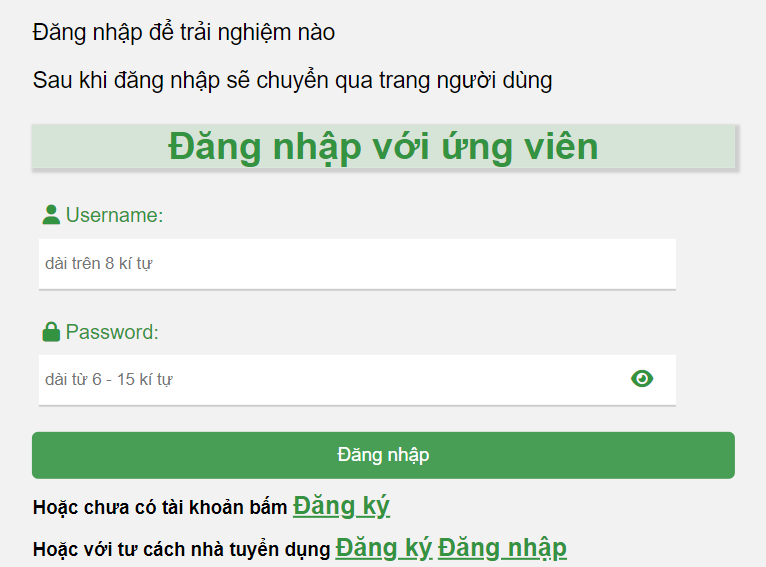 Đăng nhập để trải nghiệm nào
Sau khi đăng nhập sẽ chuyển qua trang người dùng
Đăng nhập với ứng viên
Username:
dài trên 8 kí tự
Password:
dài từ 6 - 15 kí tự
Đăng nhập
Hoặc chưa có tài khoản bấm Đăng ký
Hoặc với tư cách nhà tuyển dụng Đăng ký Đăng nhập